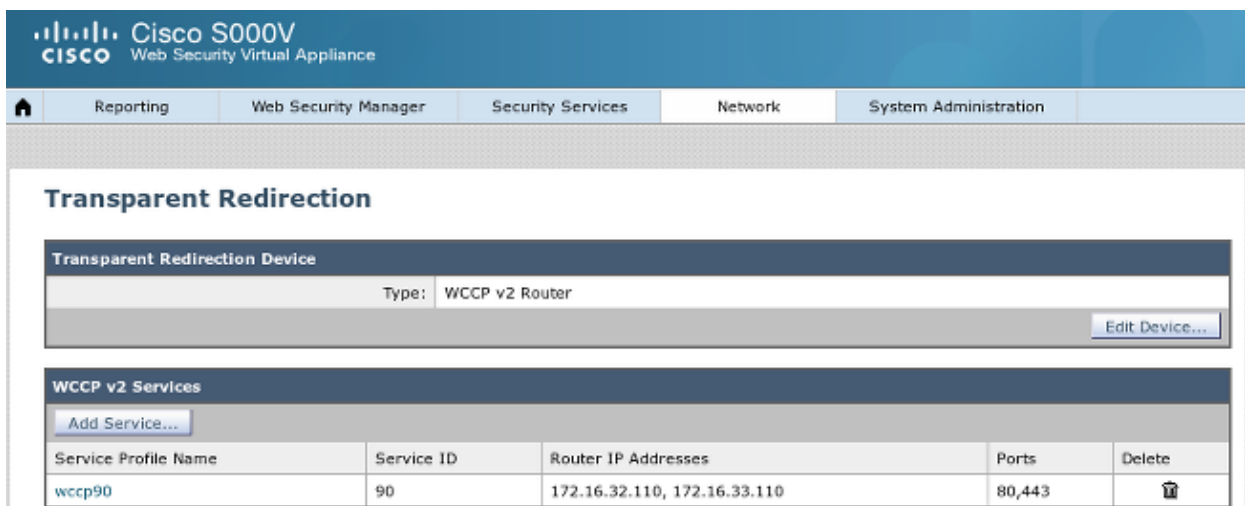 Cisco S000V
CISCO Web Security Virtual Appliance
Reporting Web Security Manager Security Services Network System Administration
Transparent Redirection
Transparent Redirection Device
Type: WCCP v2 Router
Edit Device...
WCCP v2 Services
Add Service...
Service Profile Name Service ID Router IP Addresses Ports Delete
wccp90 90 172.16.32.110, 172.16.33.110 80,443